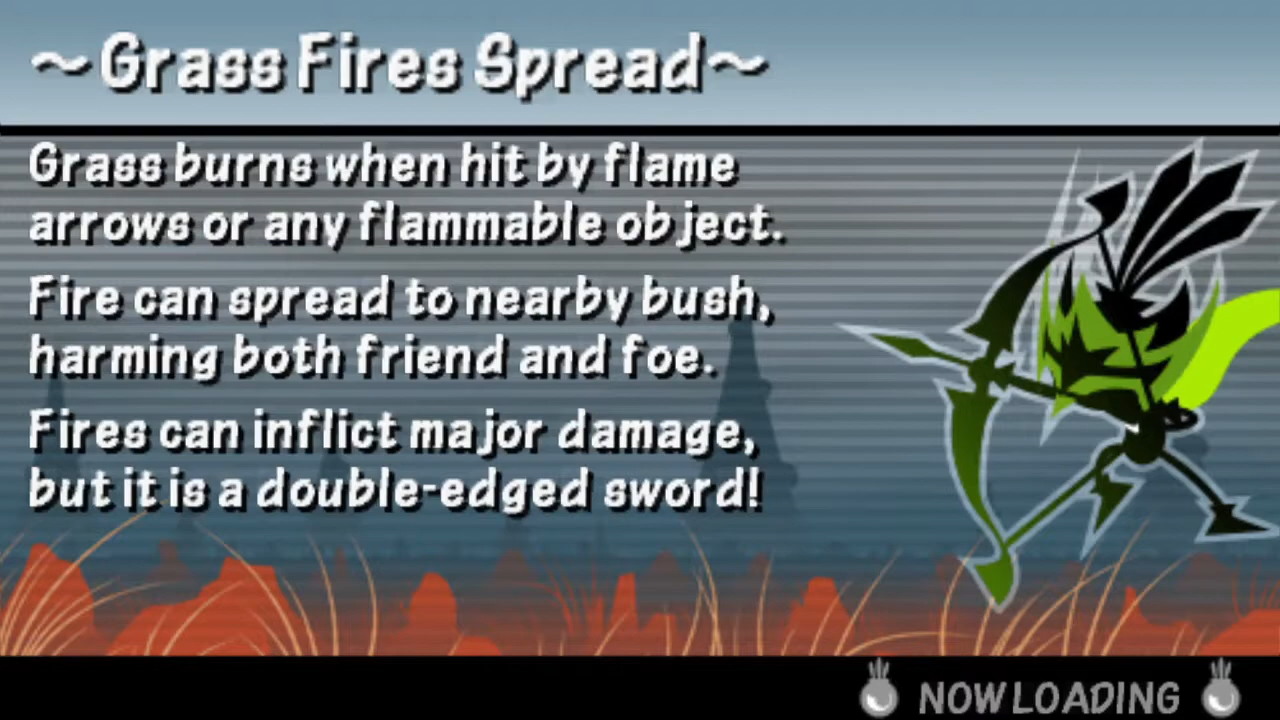 ~Grass Fires Spread~
Grass burns when hit by flame
arrows or any flammable object.
Fire can spread to nearby bush,
harming both friend and foe.
Fires can inflict major damage,
but it is a double-edged sword!
NOW LOADING